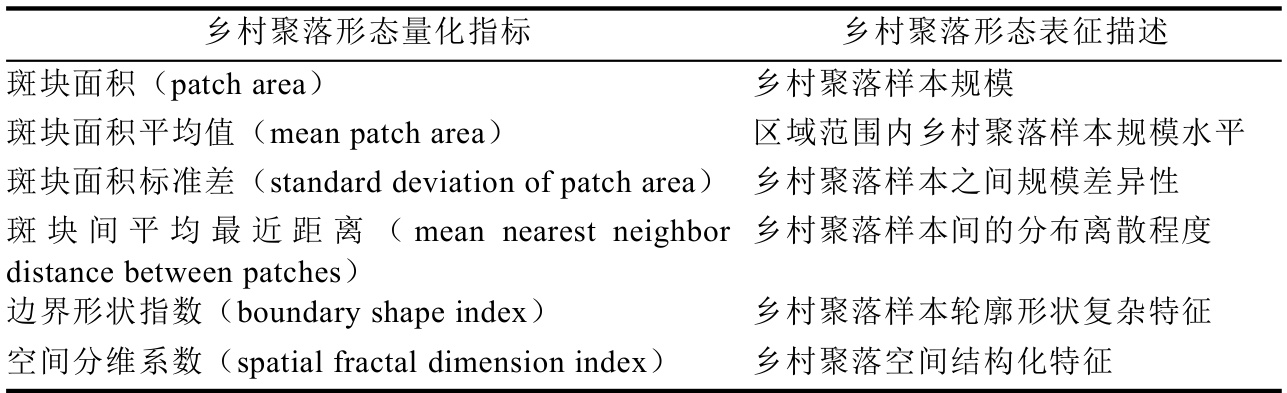 乡村聚落形态量化指标 乡村聚落形态表征描述
斑块面积（patch area） 乡村聚落样本规模
斑块面积平均值（mean patch area） 区域范围内乡村聚落样本规模水平
斑块面积标准差（standard deviation of patch area） 乡村聚落样本之间规模差异性
斑块间平均最近距离（mean nearest neighbor 乡村聚落样本间的分布离散程度
distance between patches）
边界形状指数（boundary shape index） 乡村聚落样本轮廓形状复杂特征
空间分维系数（spatial fractal dimension index） 乡村聚落空间结构化特征